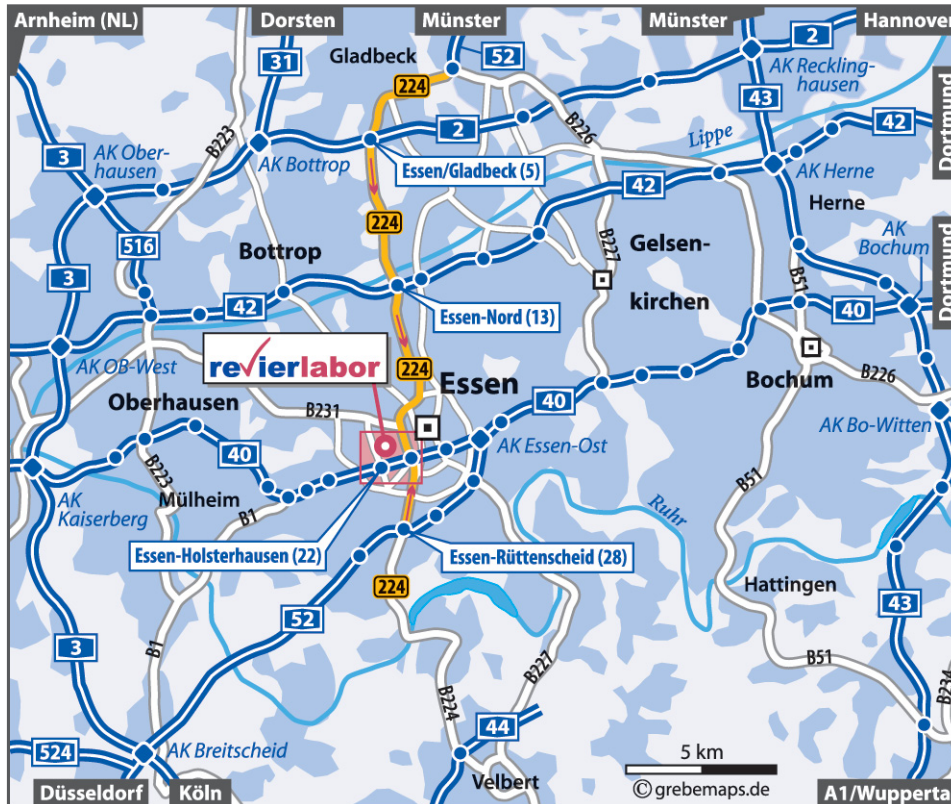 Arnheim (NL)
Dorsten
Münster
Münster
Hannover
Gladbeck
52
2
31
224
AK Reckling-
hausen
43
B223
B226
Lippe
42
Dortmund
3
AK Ober-
hausen
2
AK Bottrop
Essen/Gladbeck (5)
AK Herne
42
Herne
516
224
Bottrop
B227
Gelsen-
kirchen
AK
Bochum
Dortmund
3
42
Essen-Nord (13)
B51
40
revierlabor
AK OB-West
224
Essen
Bochum
B226
Oberhausen
B231
40
AK Bo-Witten
AK Essen-Ost
40
B223
Mülheim
B1
AK
Kaiserberg
B51
Ruhr
Essen-Holsterhausen (22)
Essen-Rüttenscheid (28)
224
Hattingen
43
52
3
B1
B51
B224
B227
B234
44
524
AK Breitscheid
5 km
Velbert
© grebemaps.de
Düsseldorf
Köln
A1/Wupperta